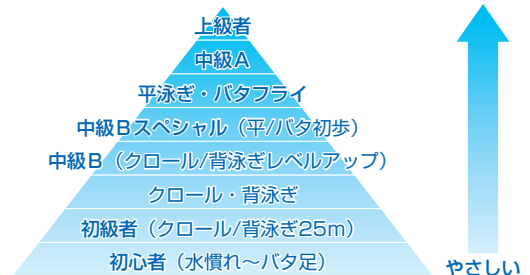 上級者
中級A
平泳ぎ・バタフライ
中級Bスペシャル（平/バタ初歩）
中級B（クロール/背泳ぎレベルアップ）
クロール・背泳ぎ
初級者（クロール/背泳ぎ25m）
初心者（水慣れ～バタ足）
やさしい